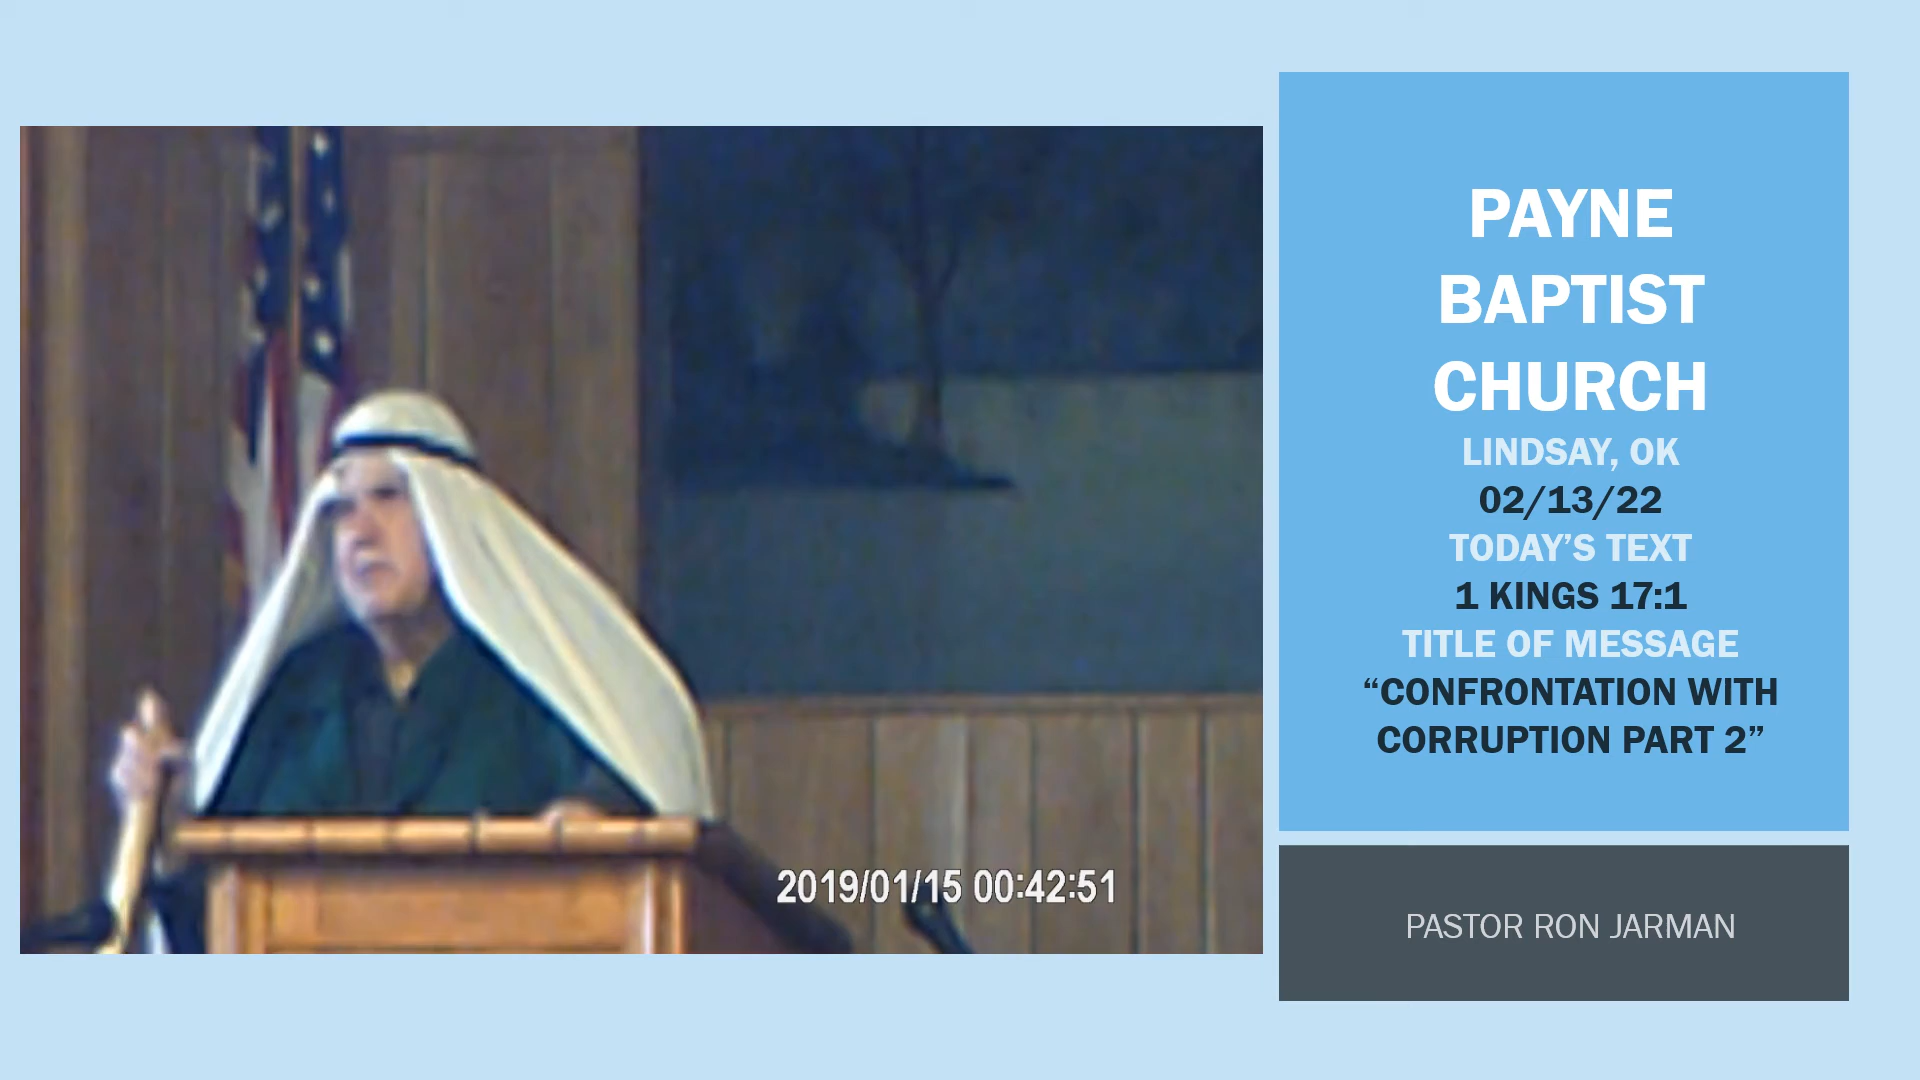 2019/01/15 00:42:51
PAYNE
BAPTIST
CHURCH
LINDSAY, OK
02/13/22
TODAY’S TEXT
1 KINGS 17:1
TITLE OF MESSAGE
“CONFRONTATION WITH
CORRUPTION PART 2”
PASTOR RON JARMAN